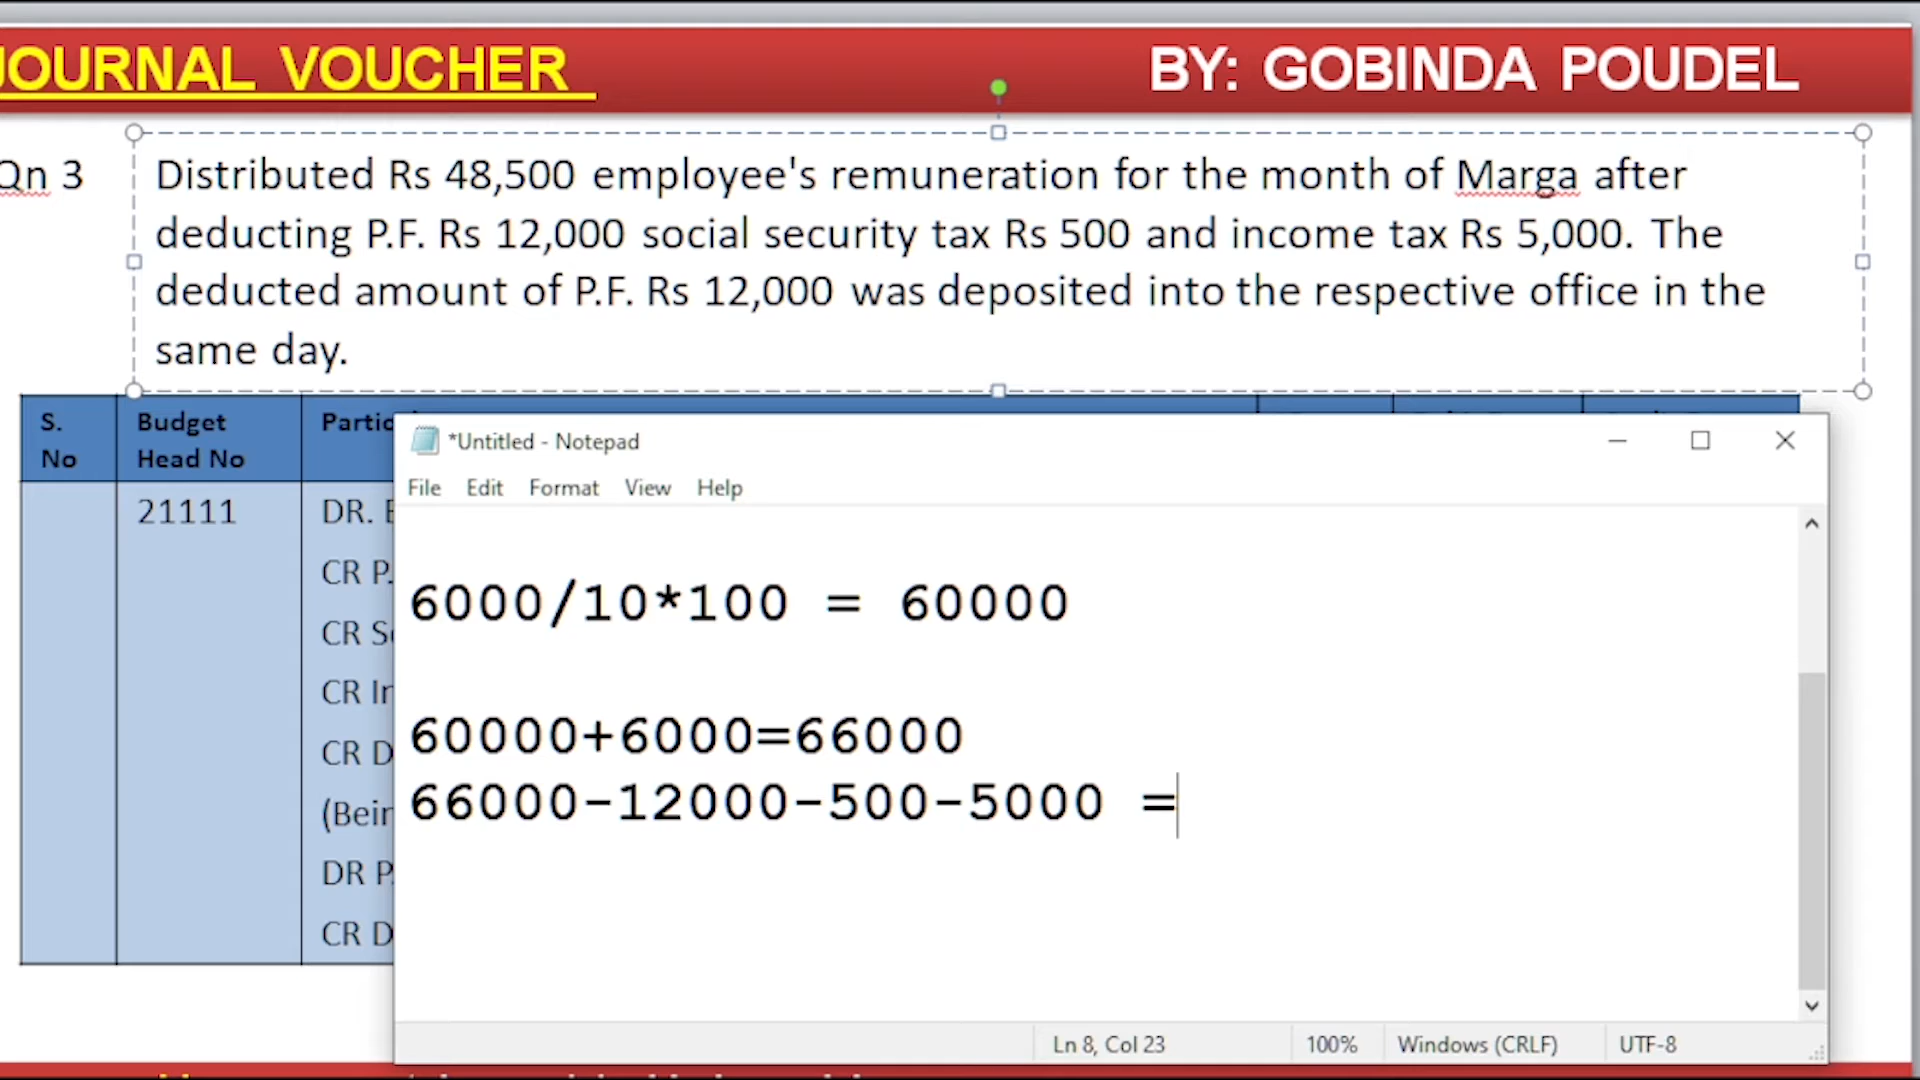 JOURNAL VOUCHER
BY: GOBINDA POUDEL
Qn 3
Distributed Rs 48,500 employee's remuneration for the month of Marga after
deducting P.F. Rs 12,000 social security tax Rs 500 and income tax Rs 5,000. The
deducted amount of P.F. Rs 12,000 was deposited into the respective office in the
same day.
S.
No
Budget
Head No
Partic
21111
DR.
CR P.
CR S
CR I
CR D
(Bein
DR P
CR D
*Untitled - Notepad
File Edit Format View Help
6000/10*100 = 60000
60000+6000=66000
66000-12000-500-5000 =
Ln 8, Col 23
100%
Windows (CRLF)
UTF-8